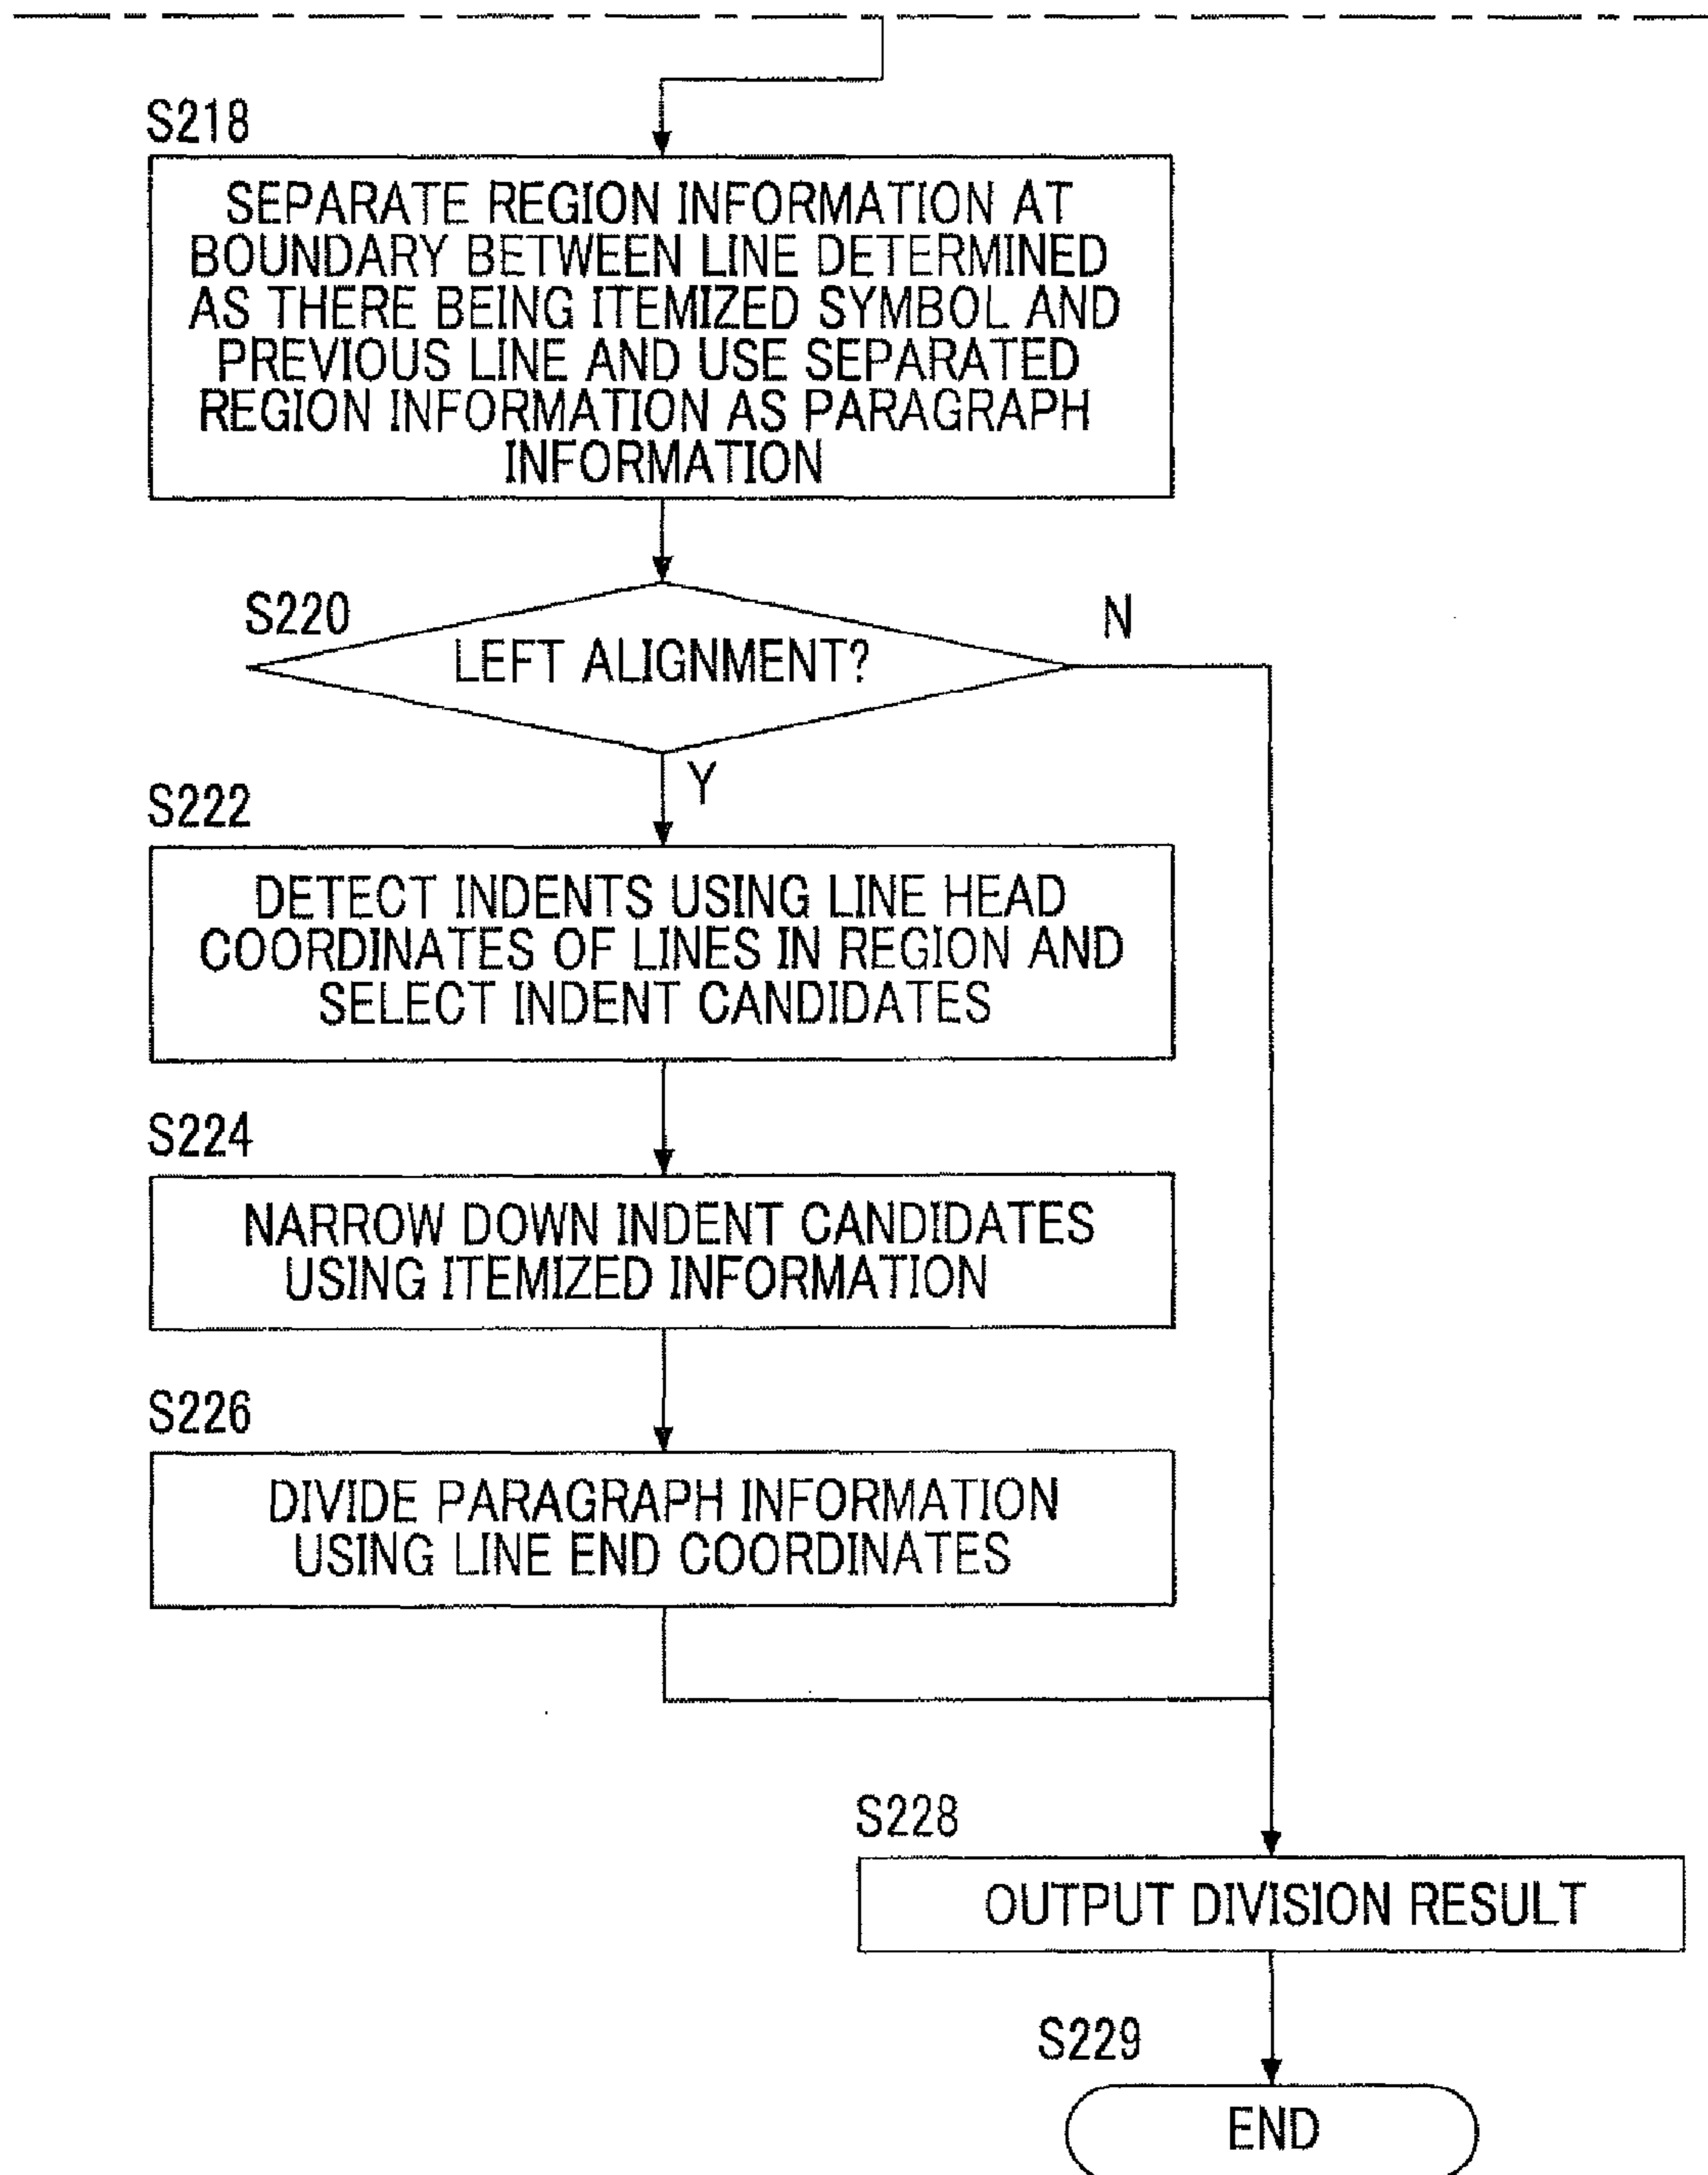 S218
SEPARATE REGION INFORMATION AT
BOUNDARY BETWEEN LINE DETERMINED
AS THERE BEING ITEMIZED SYMBOL AND
PREVIOUS LINE AND USE SEPARATED
REGION INFORMATION AS PARAGRAPH
INFORMATION
S220
LEFT ALIGNMENT?
N
Y
S222
DETECT INDENTS USING LINE HEAD
COORDINATES OF LINES IN REGION AND
SELECT INDENT CANDIDATES
S224
NARROW DOWN INDENT CANDIDATES
USING ITEMIZED INFORMATION
S226
DIVIDE PARAGRAPH INFORMATION
USING LINE END COORDINATES
S228
OUTPUT DIVISION RESULT
S229
END